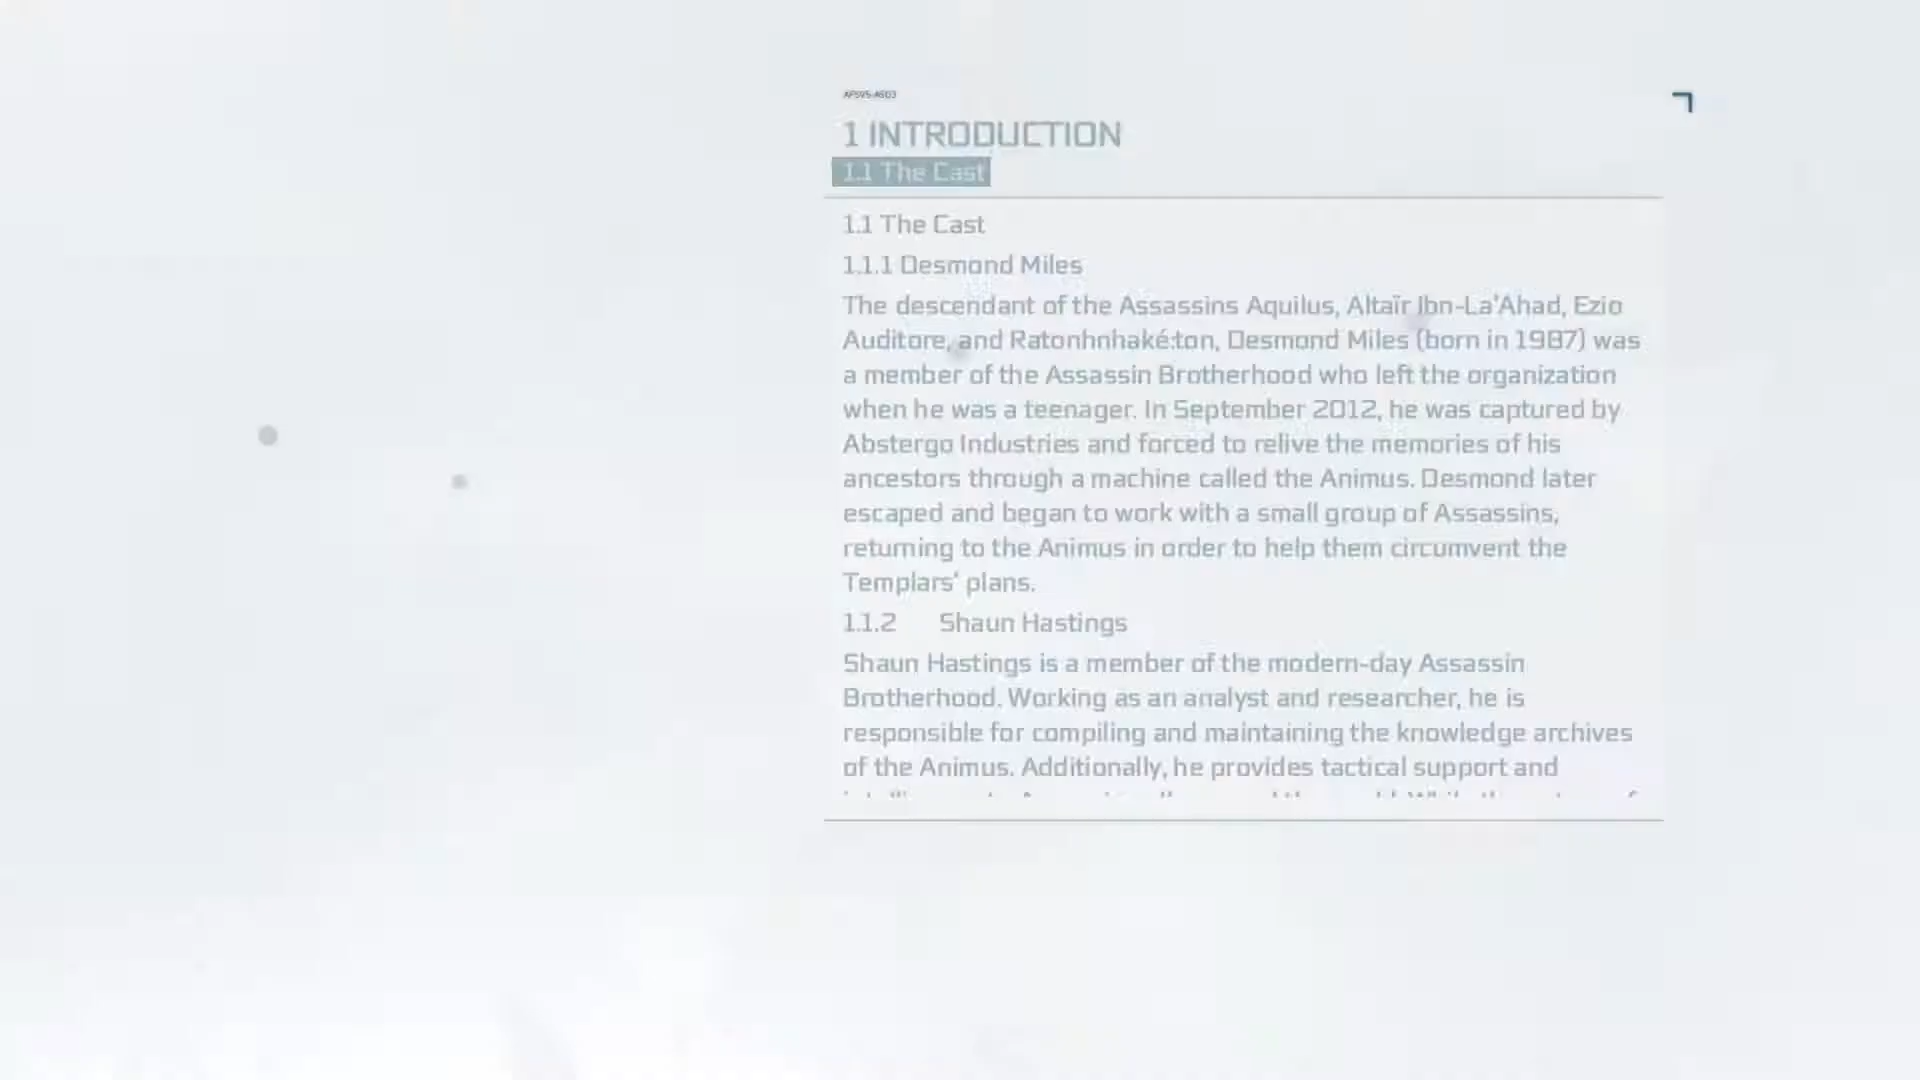 1 INTRODUCTION
1.1 The Cast
1.1 The Cast
1.1.1 Desmond Miles
The descendant of the Assassins Aquilus, Altaïr Ibn-La'Ahad, Ezio
Auditore, and Ratonhnhaké:ton, Desmond Miles (born in 1987) was
a member of the Assassin Brotherhood who left the organization
when he was a teenager. In September 2012, he was captured by
Abstergo Industries and forced to relive the memories of his
ancestors through a machine called the Animus. Desmond later
escaped and began to work with a small group of Assassins,
returning to the Animus in order to help them circumvent the
Templars' plans.
1.1.2 Shaun Hastings
Shaun Hastings is a member of the modern-day Assassin
Brotherhood. Working as an analyst and researcher, he is
responsible for compiling and maintaining the knowledge archives
of the Animus. Additionally, he provides tactical support and